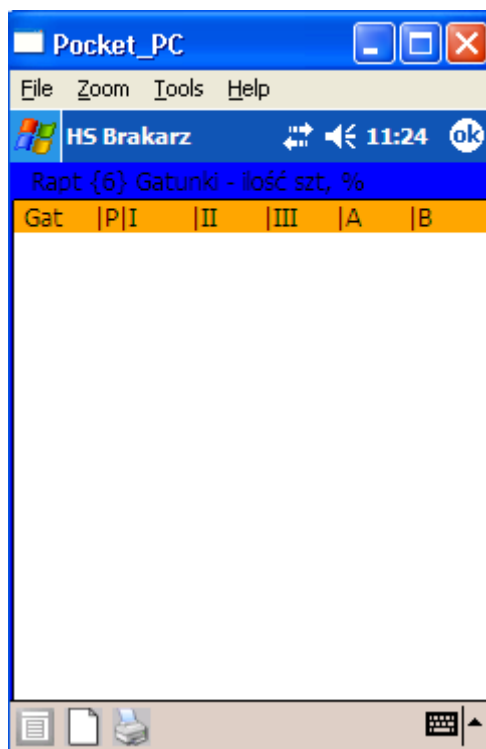 Pocket_PC
File Zoom Tools Help
HS Brakarz 11:24 ok
Rapt {6} Gatunki - ilość szt, %
Gat |P|I |II |III |A |B